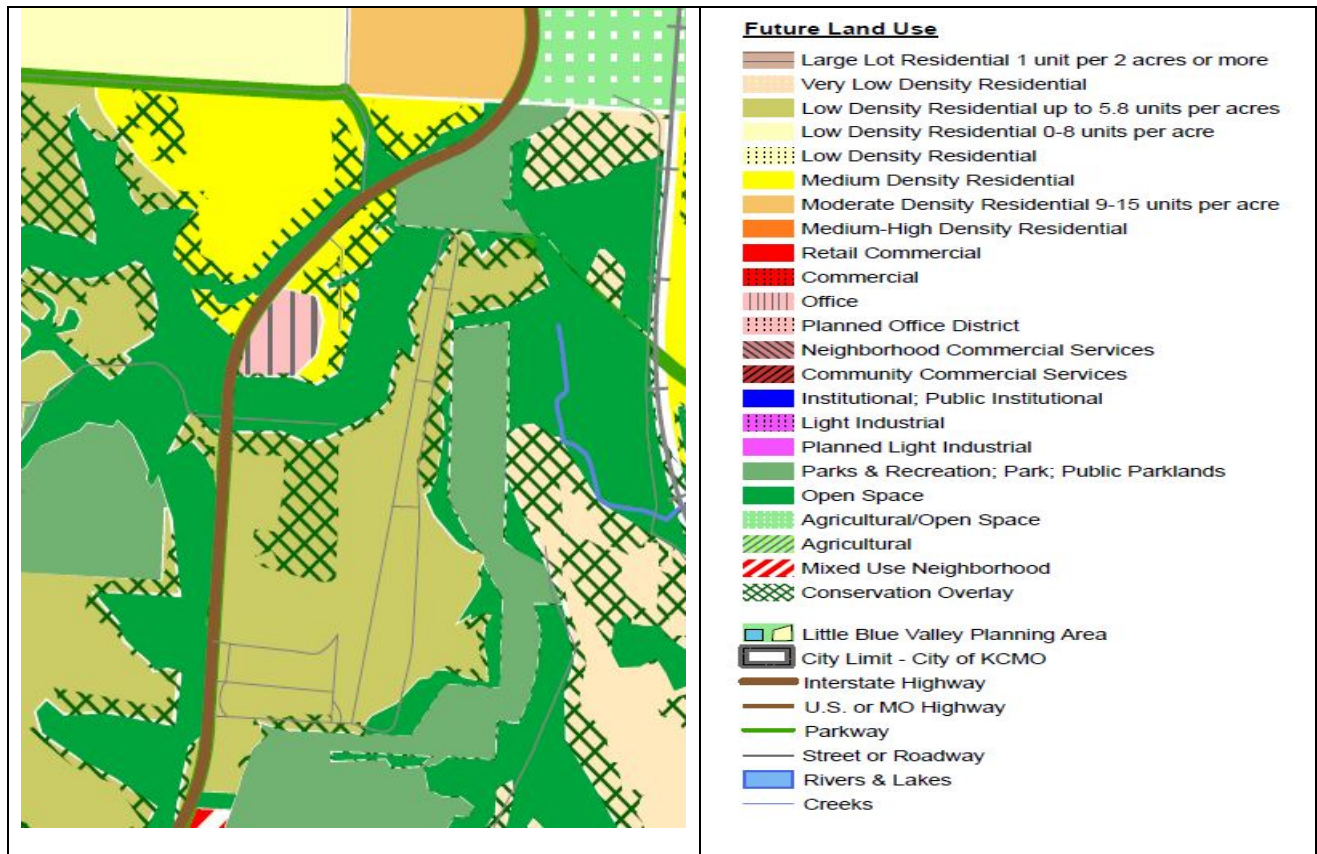 Future Land Use
Large Lot Residential 1 unit per 2 acres or more
Very Low Density Residential
Low Density Residential up to 5.8 units per acres
Low Density Residential 0-8 units per acre
Low Density Residential
Medium Density Residential
Moderate Density Residential 9-15 units per acre
Medium-High Density Residential
Retail Commercial
Commercial
Office
Planned Office District
Neighborhood Commercial Services
Community Commercial Services
Institutional; Public Institutional
Light Industrial
Planned Light Industrial
Parks & Recreation; Park; Public Parklands
Open Space
Agricultural/Open Space
Agricultural
Mixed Use Neighborhood
Conservation Overlay
Little Blue Valley Planning Area
City Limit - City of KCMO
Interstate Highway
U.S. or MO Highway
Parkway
Street or Roadway
Rivers & Lakes
Creeks